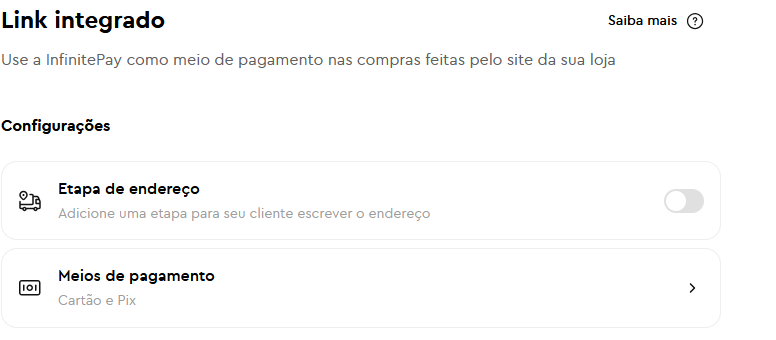 Link integrado
Saiba mais
Use a InfinitePay como meio de pagamento nas compras feitas pelo site da sua loja
Configurações
Etapa de endereço
Adicione uma etapa para seu cliente escrever o endereço
Meios de pagamento
Cartão e Pix